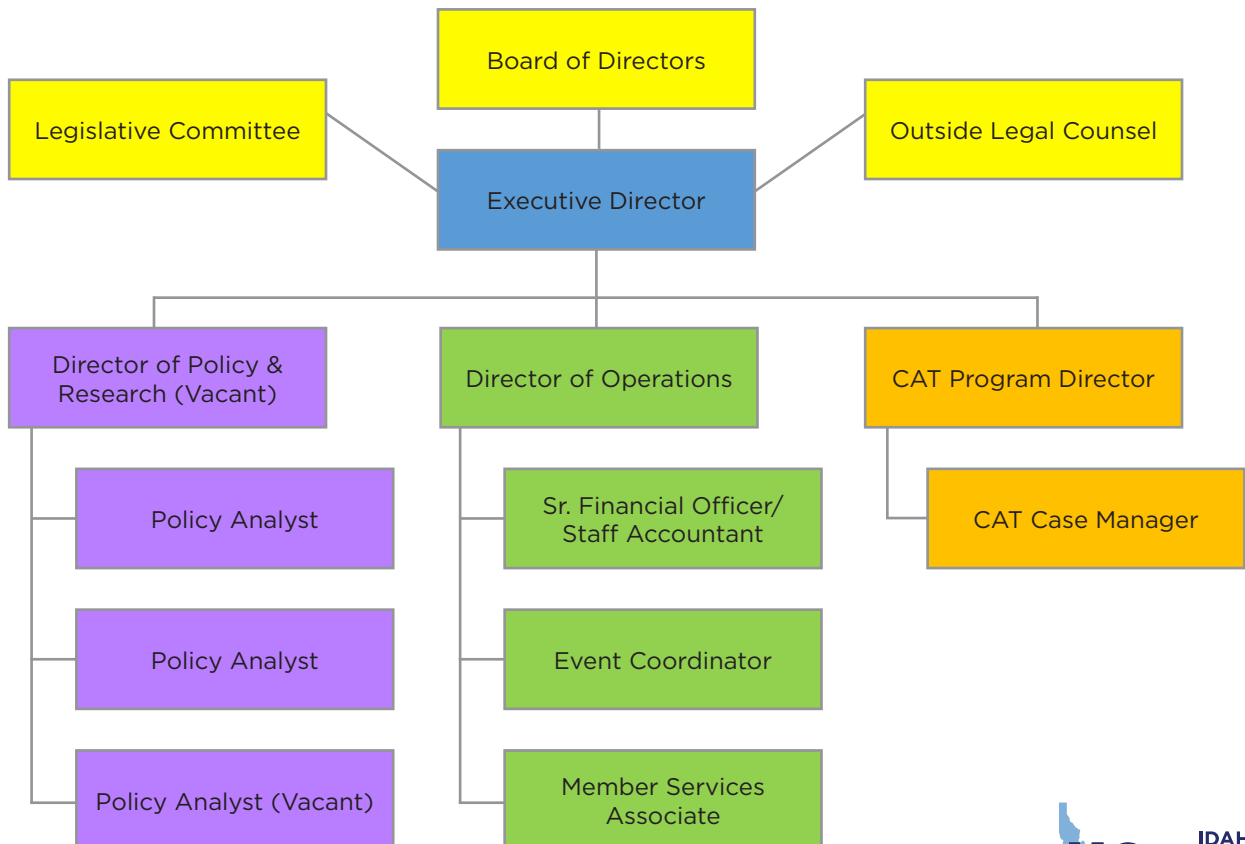 Board of Directors
Legislative Committee
Outside Legal Counsel
Executive Director
Director of Policy &
Research (Vacant)
Director of Operations
CAT Program Director
Policy Analyst
Sr. Financial Officer/
Staff Accountant
CAT Case Manager
Policy Analyst
Event Coordinator
Policy Analyst (Vacant)
Member Services
Associate